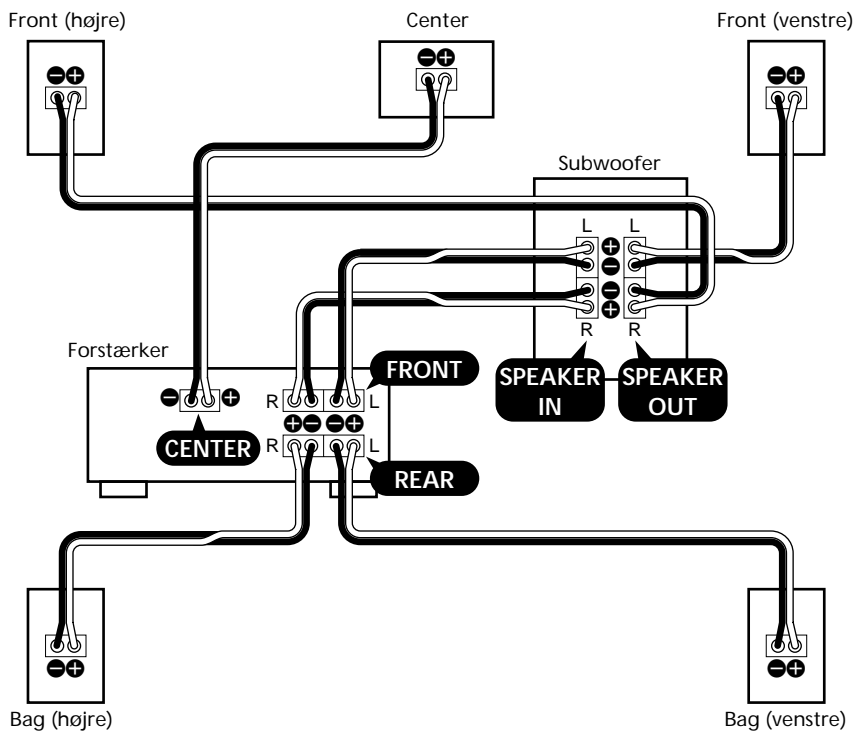 Front (højre)
Center
Front (venstre)
Subwoofer
L
L
R
R
SPEAKER
IN
SPEAKER
OUT
Forstærker
FRONT
R
L
CENTER
R
L
REAR
Bag (højre)
Bag (venstre)